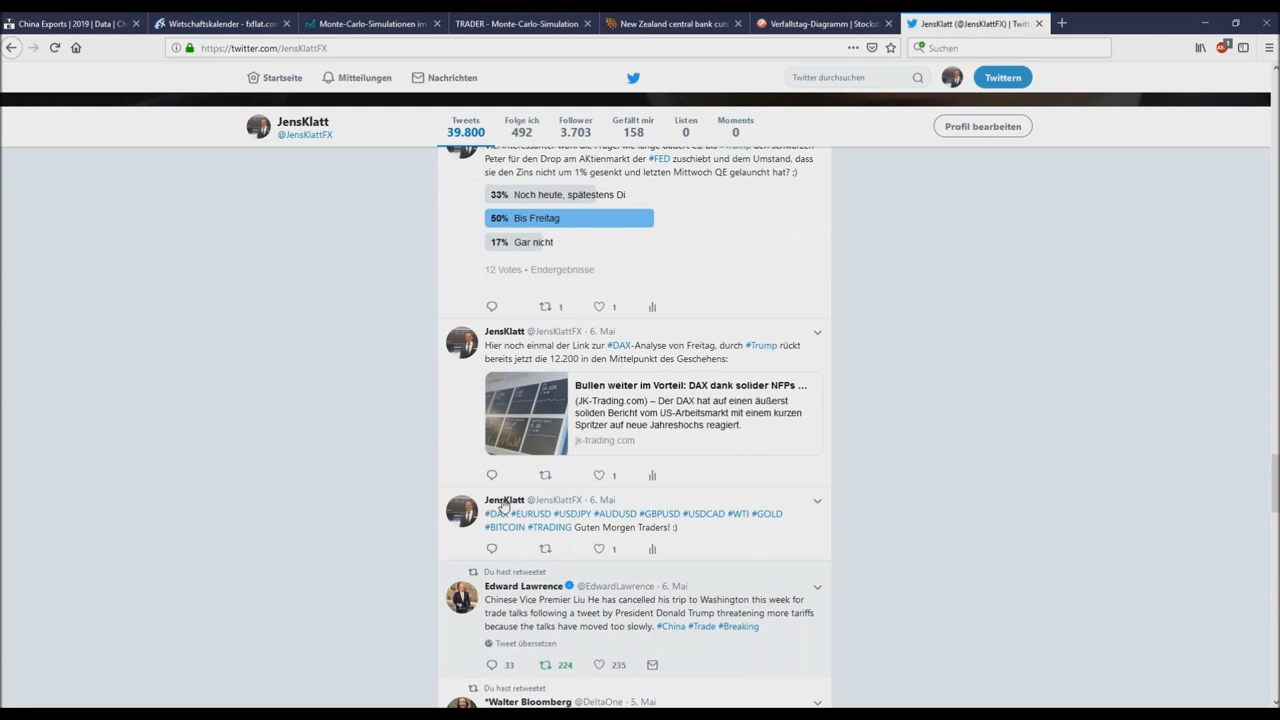 China Exports | 2019 | Data | Ch
Wirtschaftskalender - fxflat.co
Monte-Carlo-Simulationen im
TRADER - Monte-Carlo-Simulation
New Zealand central bank cuts
Verfallstag-Diagramm | Stocks
JensKlatt (@JensKlattFX) | Twitt
https://twitter.com/JensKlattFX
Suchen
Startseite
Mitteilungen
Nachrichten
Twitter durchsuchen
Twittern
JensKlatt
@JensKlattFX
Tweets Folge ich Follower Gefällt mir Listen Moments
39.800 492 3.703 158 0 0
Profil bearbeiten
Peter für den Drop am AKtienmarkt der #FED zuschiebt und dem Umstand, dass
sie den Zins nicht um 1% gesenkt und letzten Mittwoch QE gelauncht hat? ;)
33% Noch heute, spätestens Di
50% Bis Freitag
17% Gar nicht
12 Votes • Endergebnisse
1 1
JensKlatt @JensKlattFX · 6. Mai
Hier noch einmal der Link zur #DAX-Analyse von Freitag, durch #Trump rückt
bereits jetzt die 12.200 in den Mittelpunkt des Geschehens:
Bullen weiter im Vorteil: DAX dank solider NFPs ...
(JK-Trading.com) – Der DAX hat auf einen äußerst
soliden Bericht vom US-Arbeitsmarkt mit einem kurzen
Spritzer auf neue Jahreshochs reagiert.
jk-trading.com
1
JensKlatt @JensKlattFX · 6. Mai
#DAX #EURUSD #USDJPY #AUDUSD #GBPUSD #USDCAD #WTI #GOLD
#BITCOIN #TRADING Guten Morgen Traders! :)
1
Du hast retweetet
Edward Lawrence @EdwardLawrence · 6. Mai
Chinese Vice Premier Liu He has cancelled his trip to Washington this week for
trade talks following a tweet by President Donald Trump threatening more tariffs
because the talks have moved too slowly. #China #Trade #Breaking
Tweet übersetzen
33 224 235
Du hast retweetet
*Walter Bloomberg @DeltaOne · 5. Mai